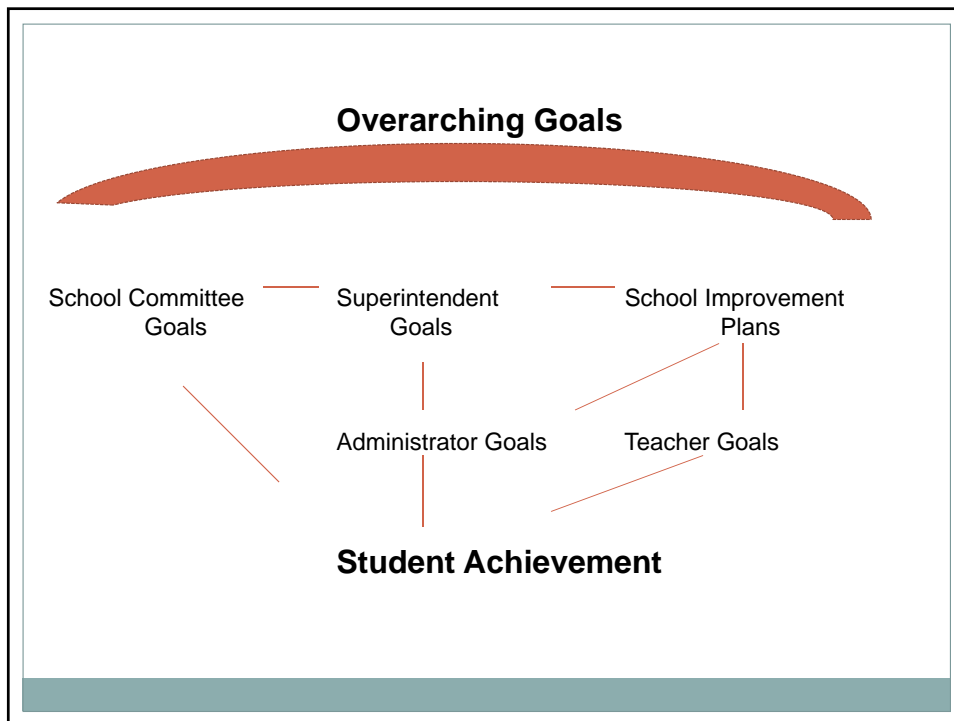 Overarching Goals
School Committee
Goals
Superintendent
Goals
School Improvement
Plans
Administrator Goals
Teacher Goals
Student Achievement